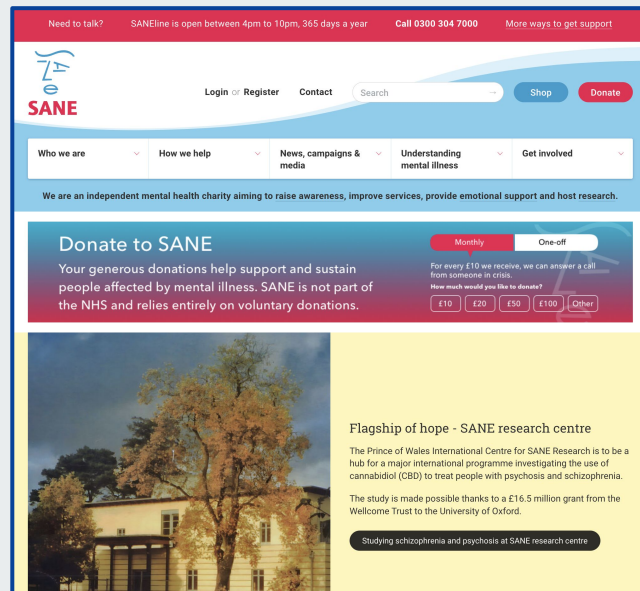 Need to talk? SANEline is open between 4pm to 10pm, 365 days a year Call 0300 304 7000 More ways to get support
SANE
Login or Register Contact Search → Shop Donate
Who we are How we help News, campaigns & media Understanding mental illness Get involved
We are an independent mental health charity aiming to raise awareness, improve services, provide emotional support and host research.
Donate to SANE
Your generous donations help support and sustain
people affected by mental illness. SANE is not part of
the NHS and relies entirely on voluntary donations.
Monthly One-off
For every £10 we receive, we can answer a call
from someone in crisis.
How much would you like to donate?
£10 £20 £50 £100 Other
Flagship of hope - SANE research centre
The Prince of Wales International Centre for SANE Research is to be a
hub for a major international programme investigating the use of
cannabidiol (CBD) to treat people with psychosis and schizophrenia.
The study is made possible thanks to a £16.5 million grant from the
Wellcome Trust to the University of Oxford.
Studying schizophrenia and psychosis at SANE research centre